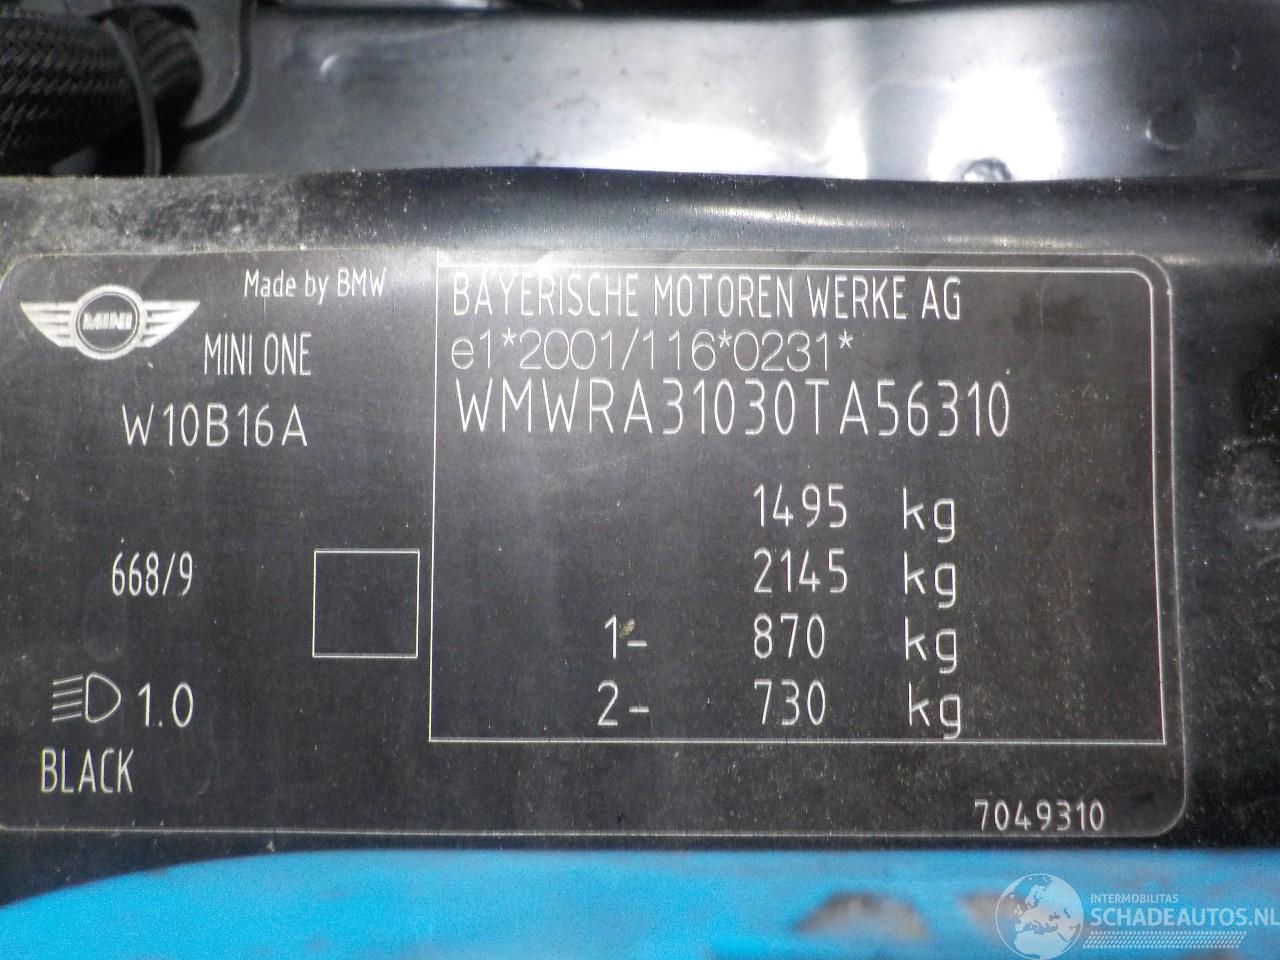 Made by BMW
MINI
MINI ONE
W10B16A
668/9
1.0
BLACK
BAYERISCHE MOTOREN WERKE AG
e1*2001/116*0231*
WMWRA31030TA56310
1495 kg
2145 kg
1- 870 kg
2- 730 kg
7049310
INTERMOBILITAS
SCHADEAUTOS.NL